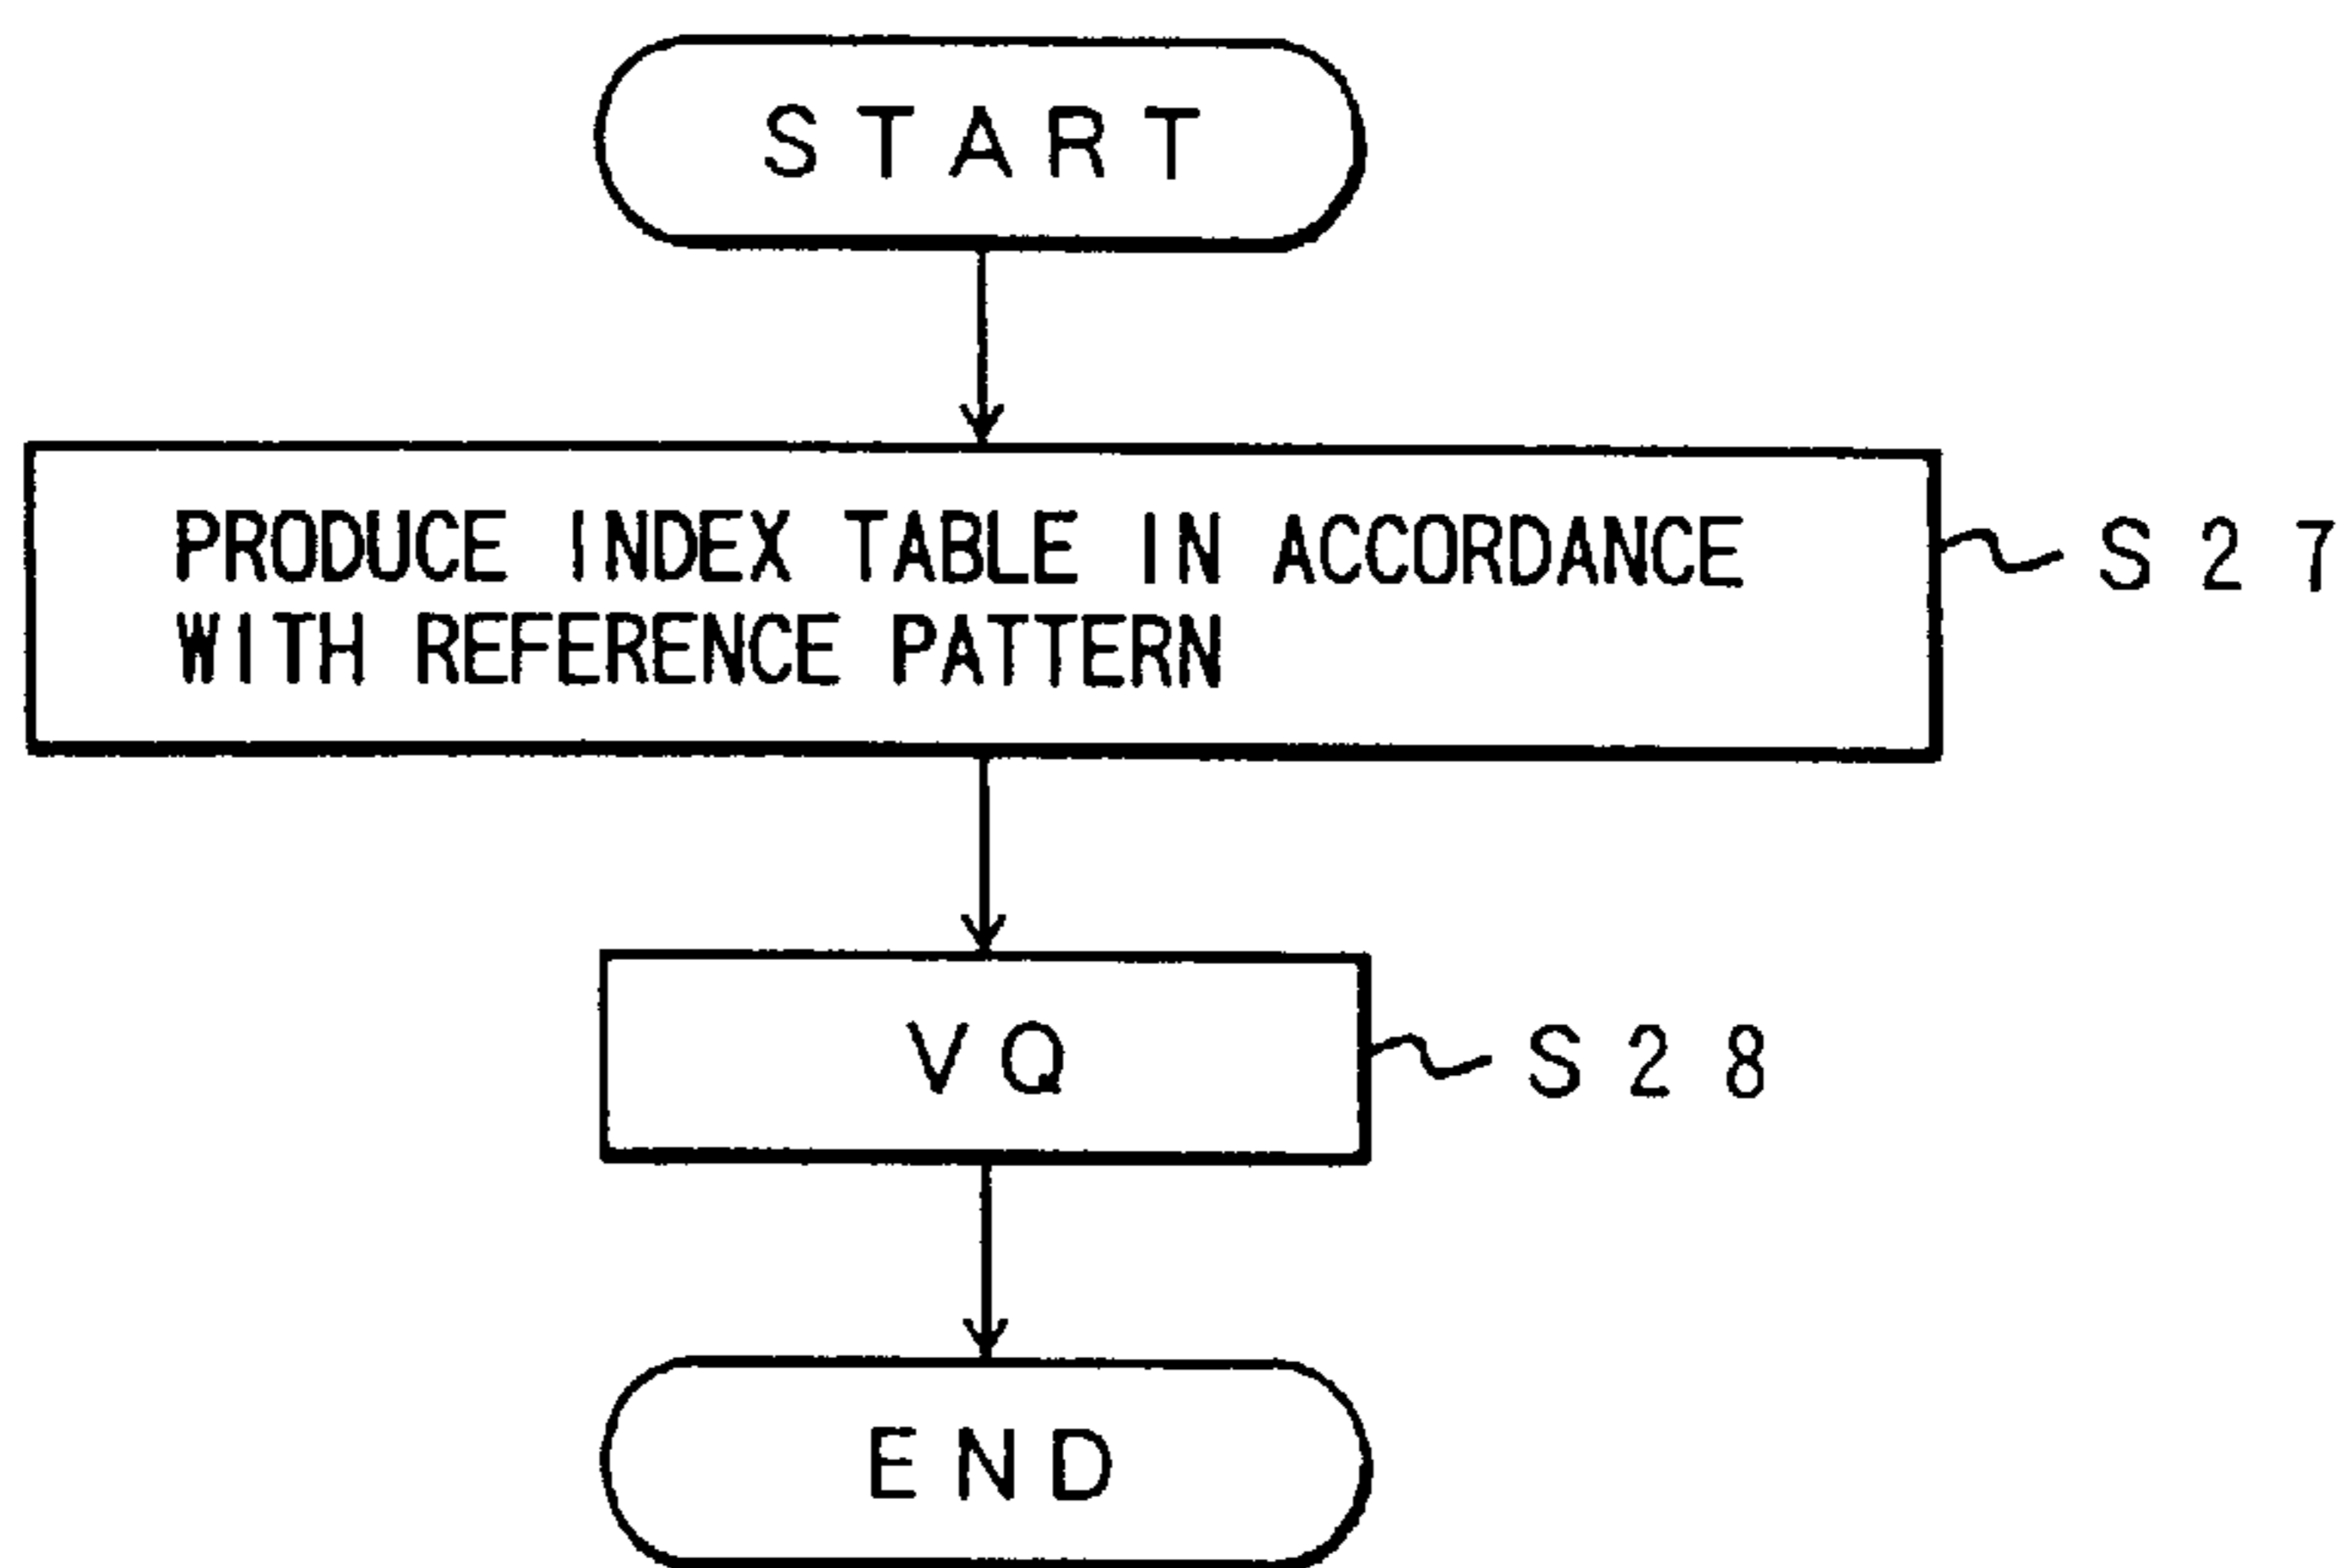 START
PRODUCE INDEX TABLE IN ACCORDANCE
WITH REFERENCE PATTERN
S27
VQ
S28
END